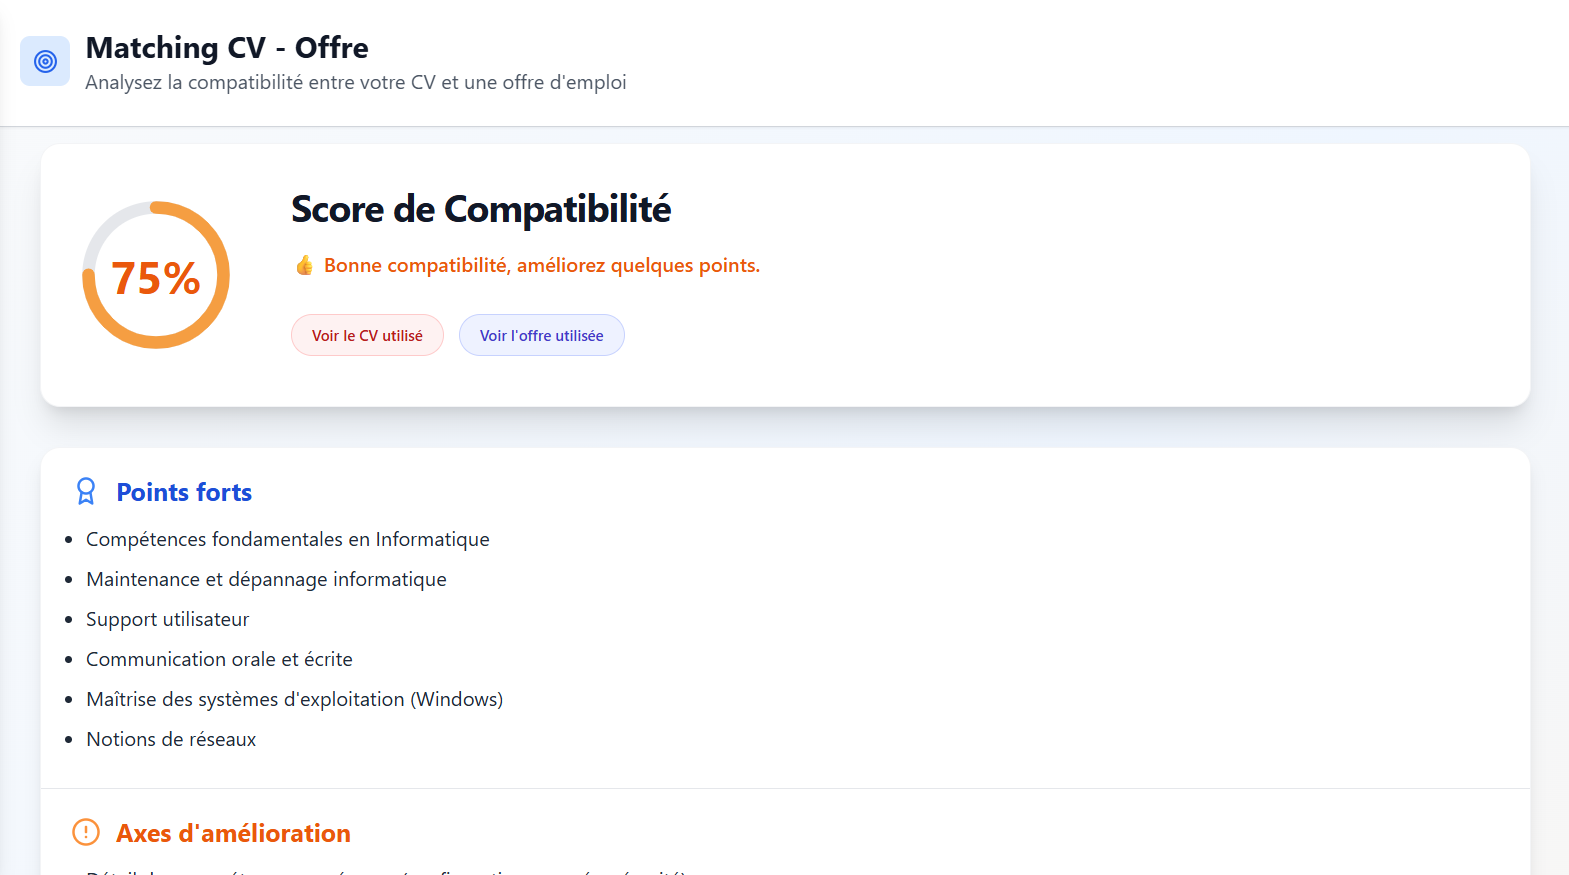 Matching CV - Offre
Analysez la compatibilité entre votre CV et une offre d'emploi
75%
Score de Compatibilité
👍 Bonne compatibilité, améliorez quelques points.
Voir le CV utilisé
Voir l'offre utilisée
Points forts
• Compétences fondamentales en Informatique
• Maintenance et dépannage informatique
• Support utilisateur
• Communication orale et écrite
• Maîtrise des systèmes d'exploitation (Windows)
• Notions de réseaux
Axes d'amélioration